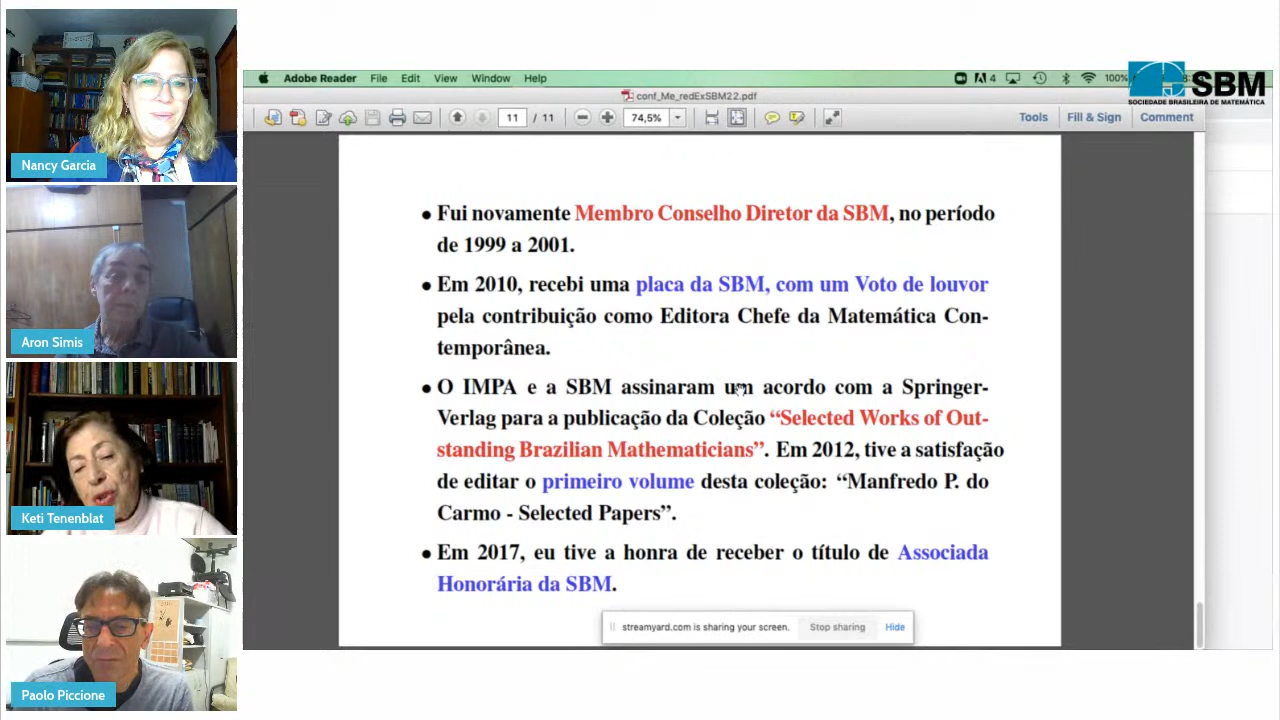 Nancy Garcia
Aron Simis
Keti Tenenblat
Paolo Piccione
Adobe Reader File Edit View Window Help
4
100%
SBM
SOCIEDADE BRASILEIRA DE MATEMÁTICA
conf_Me_redExSBM22.pdf
11 / 11
74,5%
Tools Fill & Sign Comment
• Fui novamente Membro Conselho Diretor da SBM, no período
de 1999 a 2001.
• Em 2010, recebi uma placa da SBM, com um Voto de louvor
pela contribuição como Editora Chefe da Matemática Con-
temporânea.
• O IMPA e a SBM assinaram um acordo com a Springer-
Verlag para a publicação da Coleção “Selected Works of Out-
standing Brazilian Mathematicians”. Em 2012, tive a satisfação
de editar o primeiro volume desta coleção: “Manfredo P. do
Carmo - Selected Papers”.
• Em 2017, eu tive a honra de receber o título de Associada
Honorária da SBM.
streamyard.com is sharing your screen. Stop sharing Hide